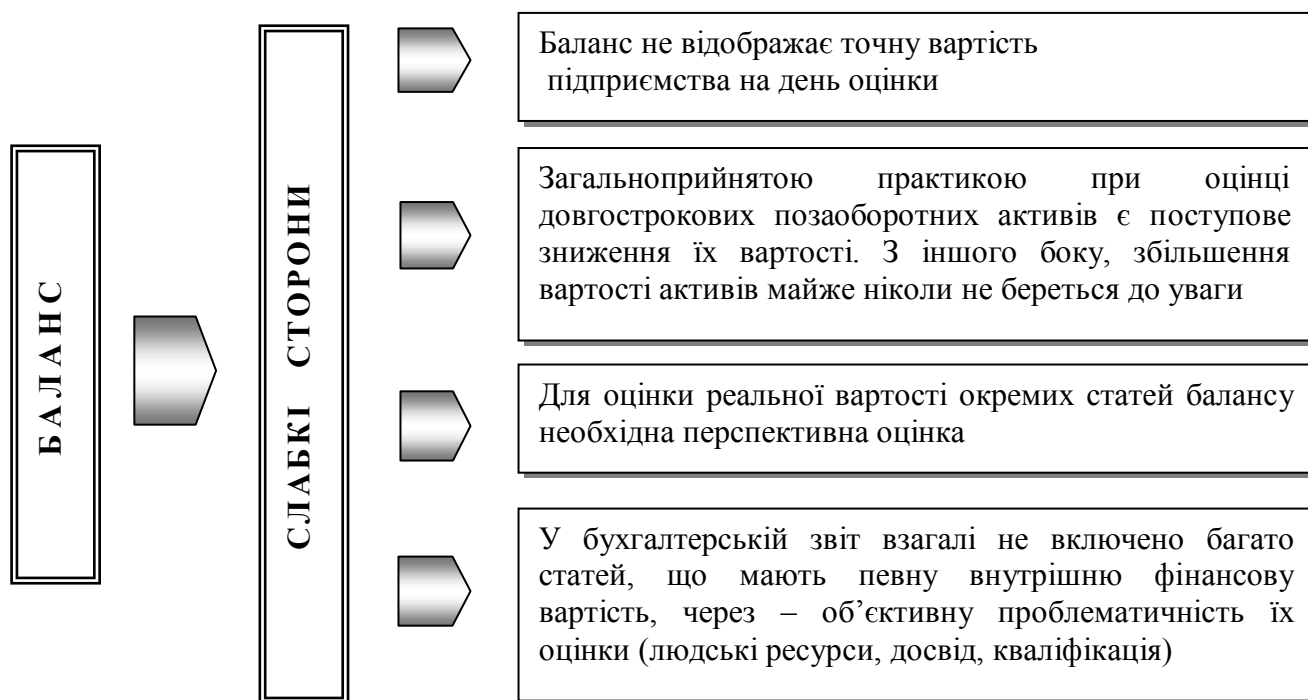 БАЛАНС
СЛАБКІ СТОРОНИ
Баланс не відображає точну вартість
підприємства на день оцінки
Загальноприйнятою практикою при оцінці
довгострокових позаоборотних активів є поступове
зниження їх вартості. З іншого боку, збільшення
вартості активів майже ніколи не береться до уваги
Для оцінки реальної вартості окремих статей балансу
необхідна перспективна оцінка
У бухгалтерській звіт взагалі не включено багато
статей, що мають певну внутрішню фінансову
вартість, через – об’єктивну проблематичність їх
оцінки (людські ресурси, досвід, кваліфікація)